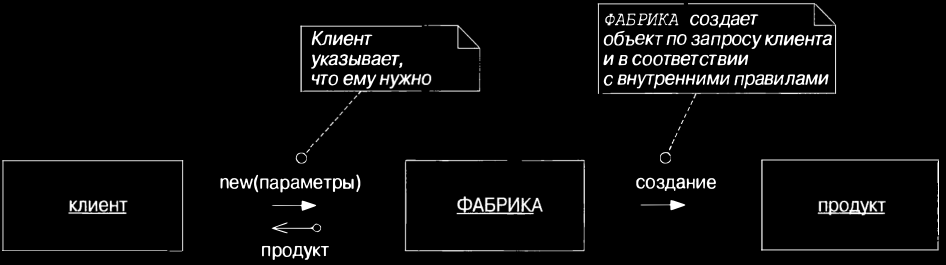 Клиент
указывает,
что ему нужно
ФАБРИКА создает
объект по запросу клиента
и в соответствии
с внутренними правилами
клиент
new(параметры)
продукт
ФАБРИКА
создание
продукт